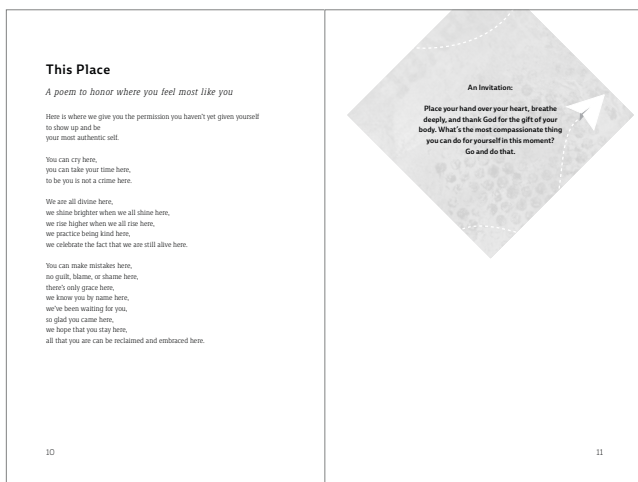 This Place
A poem to honor where you feel most like you
Here is where we give you the permission you haven't yet given yourself
to show up and be
your most authentic self.
You can cry here,
you can take your time here,
to be you is not a crime here.
We are all divine here,
we shine brighter when we all shine here,
we rise higher when we all rise here,
we practice being kind here,
we celebrate the fact that we are still alive here.
You can make mistakes here,
no guilt, blame, or shame here,
there's only grace here,
we know you by name here,
we've been waiting for you,
so glad you came here,
we hope that you stay here,
all that you are can be reclaimed and embraced here.
10
An Invitation:
Place your hand over your heart, breathe
deeply, and thank God for the gift of your
body. What's the most compassionate thing
you can do for yourself in this moment?
Go and do that.
11